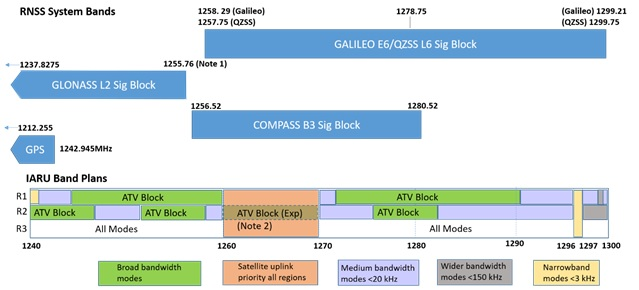 RNSS System Bands
1258. 29 (Galileo)
1257.75 (QZSS)
1278.75
(Galileo) 1299.21
(QZSS) 1299.75
GALILEO E6/QZSS L6 Sig Block
1237.8275
1255.76 (Note 1)
GLONASS L2 Sig Block
1256.52
1280.52
COMPASS B3 Sig Block
1212.255
GPS
1242.945MHz
IARU Band Plans
R1
ATV Block
ATV Block
R2
ATV Block
ATV Block
ATV Block (Exp)
ATV Block
R3
All Modes
(Note 2)
All Modes
1240
1260
1270
1280
1290
1296
1297
1300
Broad bandwidth
modes
Satellite uplink
priority all regions
Medium bandwidth
modes <20 kHz
Wider bandwidth
modes <150 kHz
Narrowband
modes <3 kHz